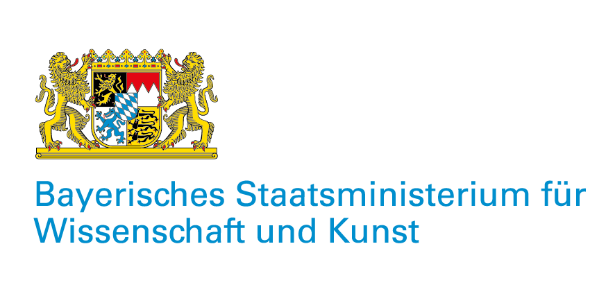 Bayerisches Staatsministerium für
Wissenschaft und Kunst